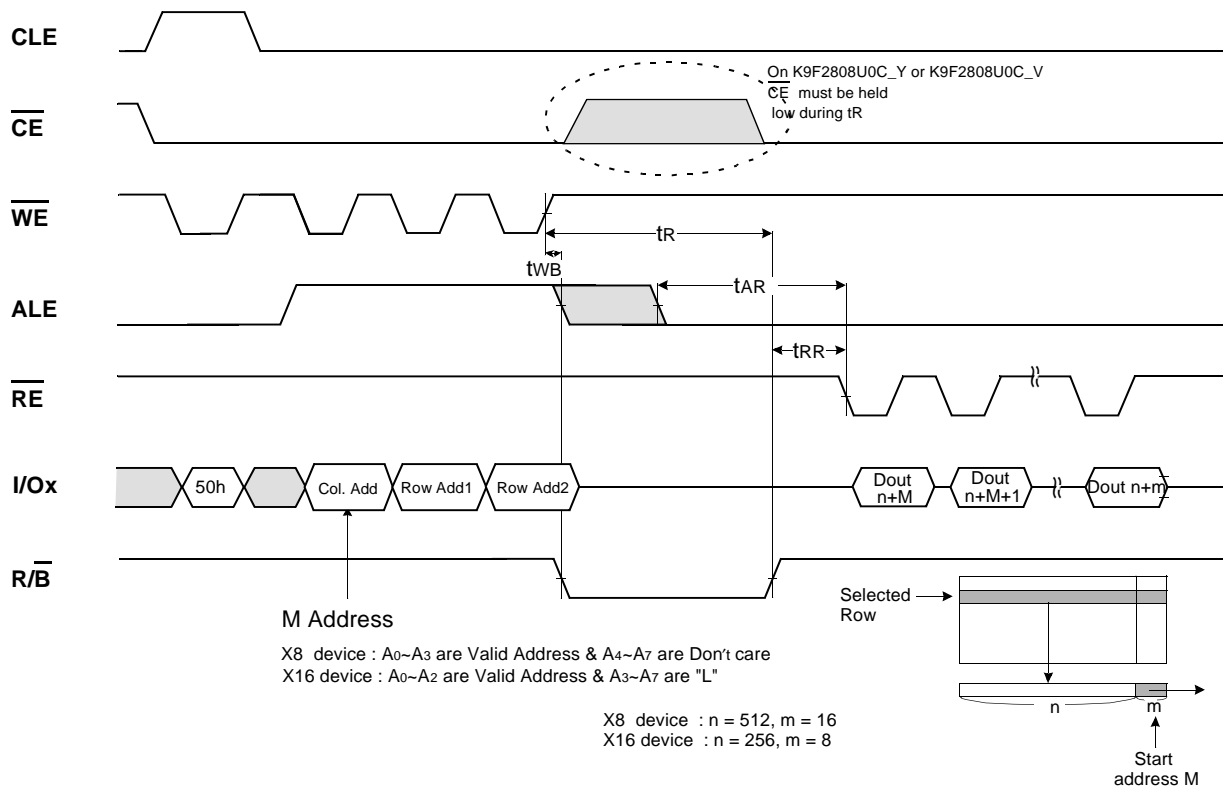 CLE
On K9F2808U0C_Y or K9F2808U0C_V
CE must be held
low during tR
CE
WE
tR
tWB
ALE
tAR
tRR
RE
I/Ox
50h
Col. Add
Row Add1
Row Add2
Dout
n+M
Dout
n+M+1
Dout n+m
R/B
M Address
X8 device : A0~A3 are Valid Address & A4~A7 are Don't care
X16 device : A0~A2 are Valid Address & A3~A7 are "L"
X8 device : n = 512, m = 16
X16 device : n = 256, m = 8
Selected
Row
n
m
Start
address M